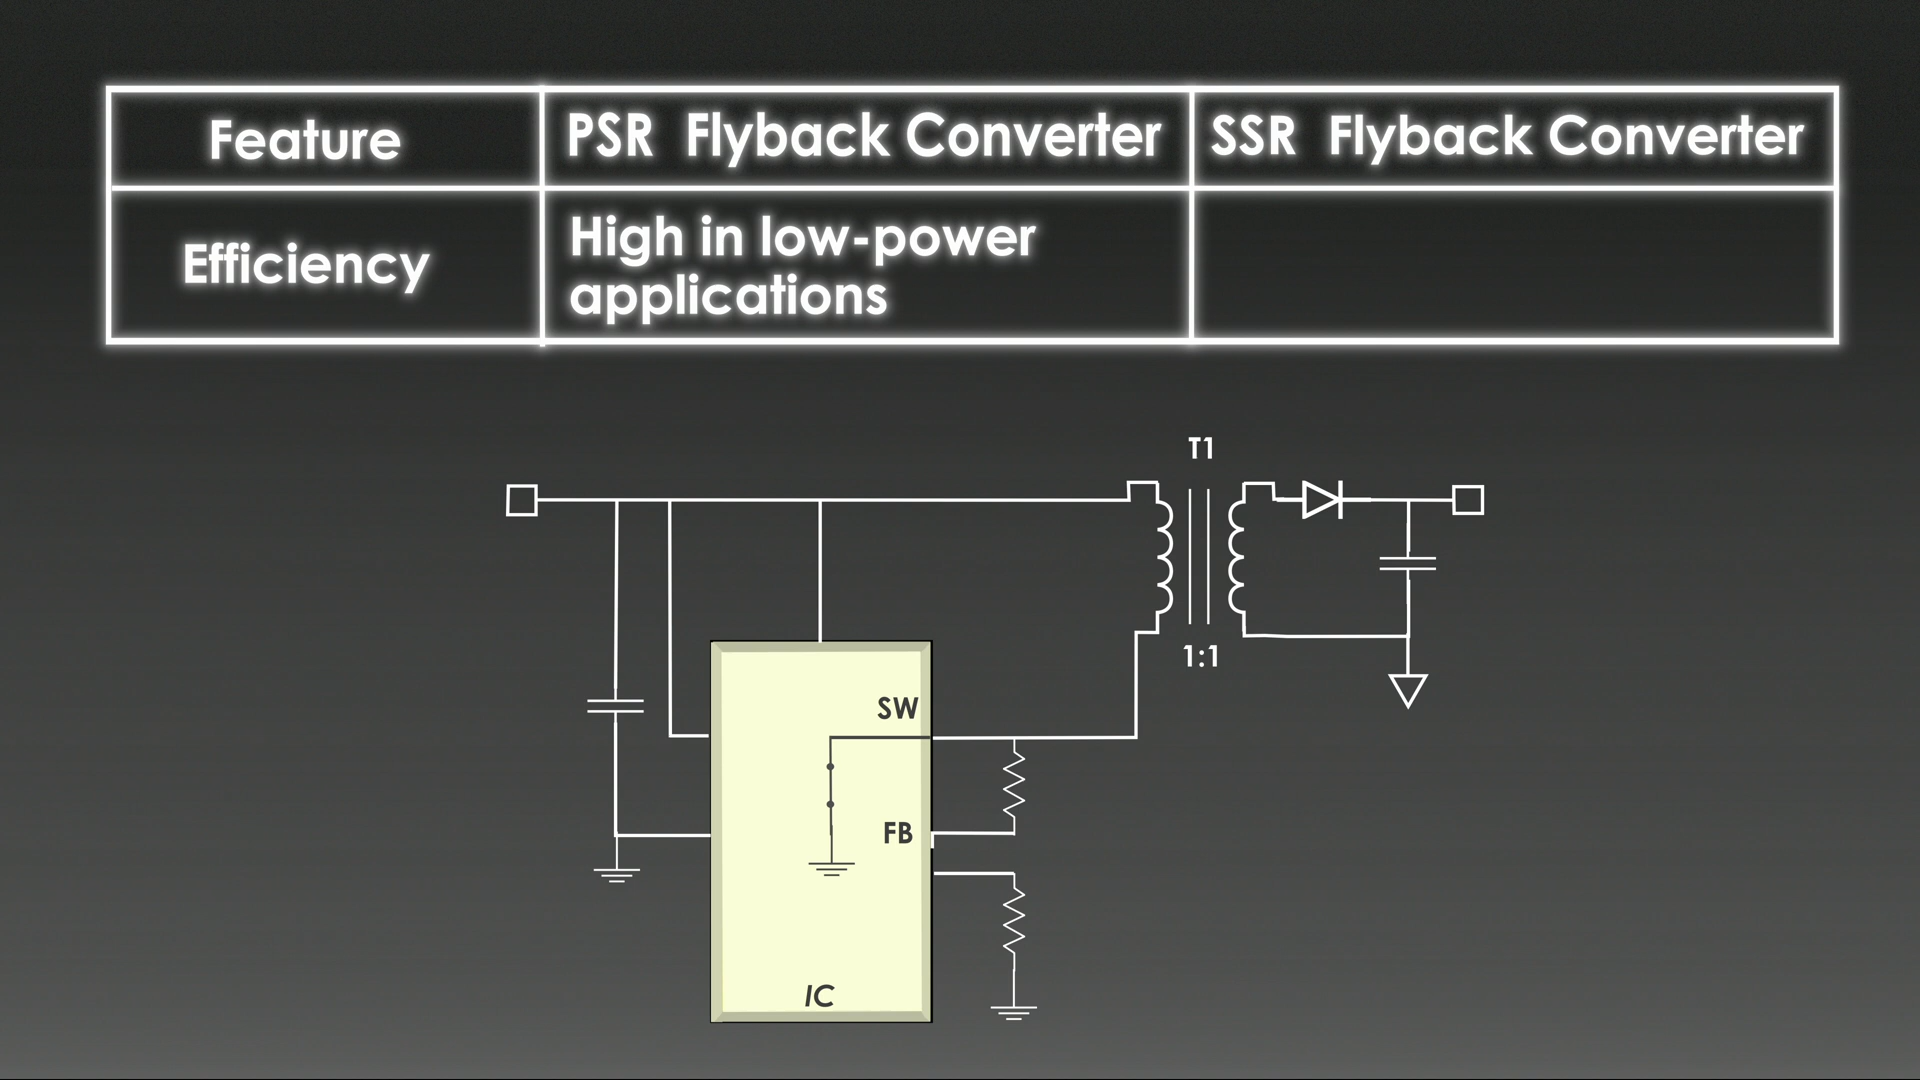 Feature
PSR Flyback Converter
SSR Flyback Converter
Efficiency
High in low-power
applications
T1
1:1
SW
FB
IC